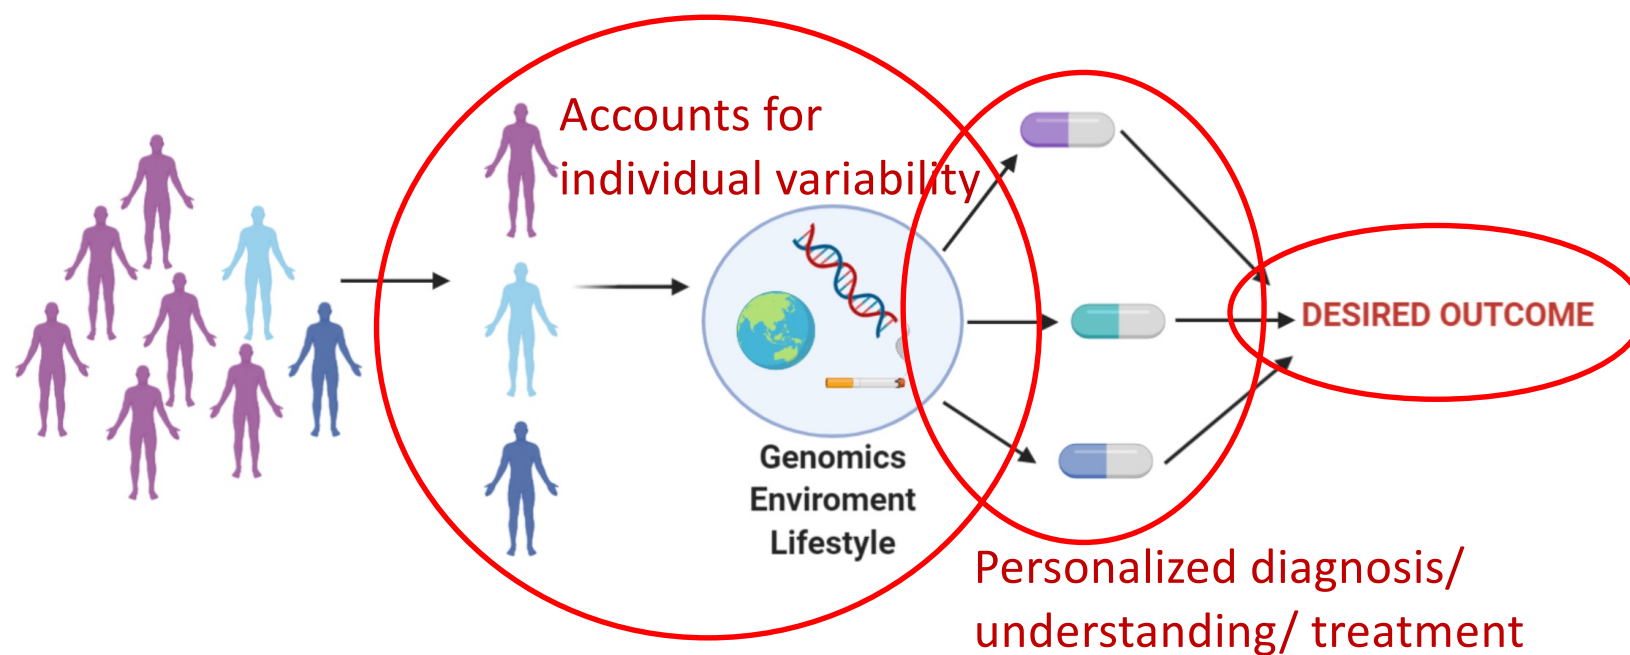 Accounts for
individual variability
Genomics
Enviroment
Lifestyle
DESIRED OUTCOME
Personalized diagnosis/
understanding/ treatment